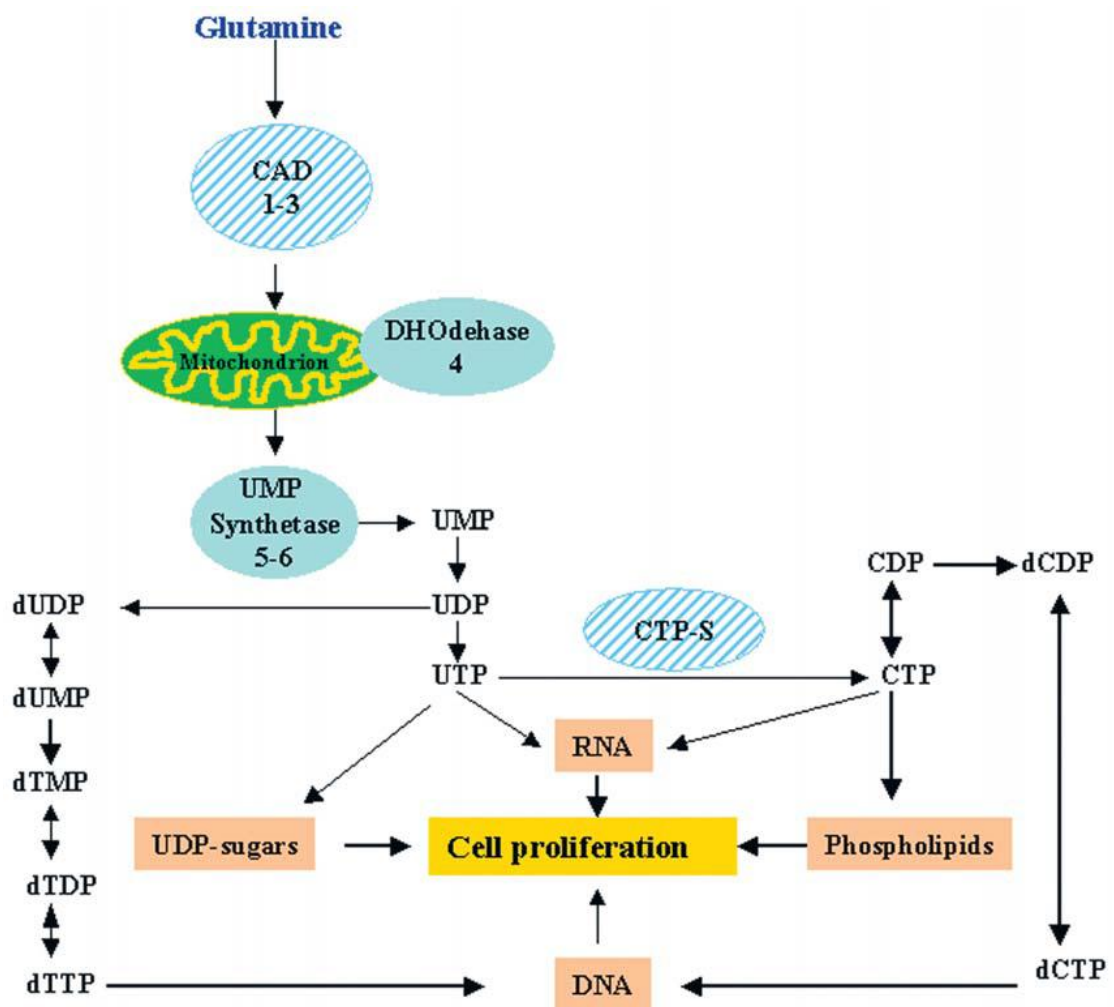 Glutamine
CAD
1-3
Mitochondrion
DHOdehase
4
UMP
Synthetase
5-6
UMP
CDP
dCDP
dUDP
UDP
CTP-S
UTP
CTP
dUMP
RNA
dTMP
UDP-sugars
Cell proliferation
Phospholipids
dTDP
dTTP
DNA
dCTP